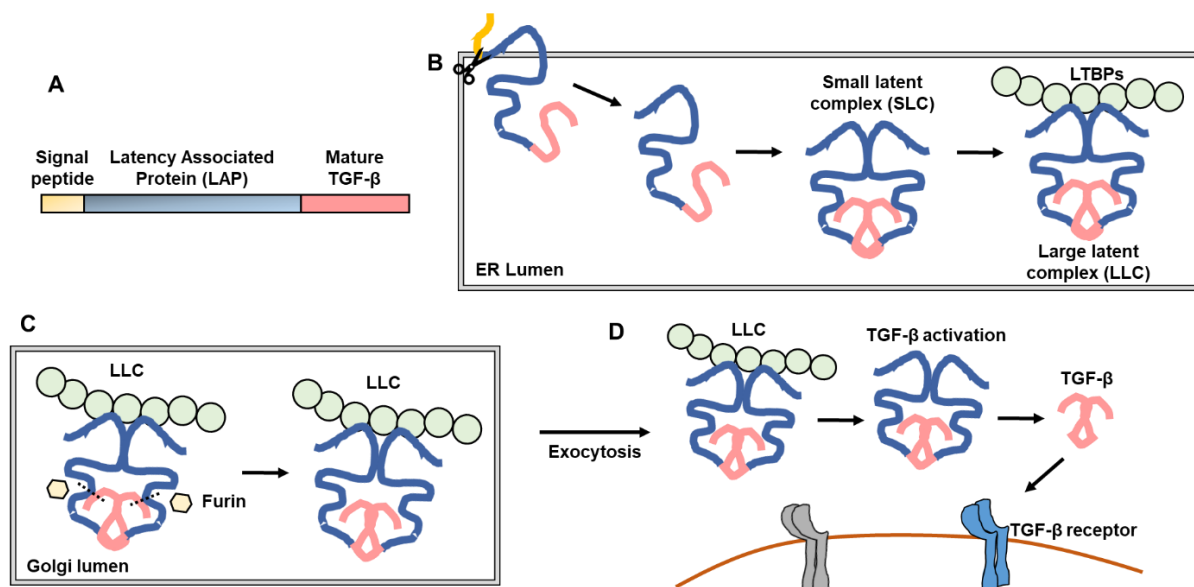 A
Signal
peptide
Latency Associated
Protein (LAP)
Mature
TGF-β
B
Small latent
complex (SLC)
LTBPs
Large latent
complex (LLC)
ER Lumen
C
LLC
LLC
Furin
Golgi lumen
Exocytosis
D
LLC
TGF-β activation
TGF-β
TGF-β receptor